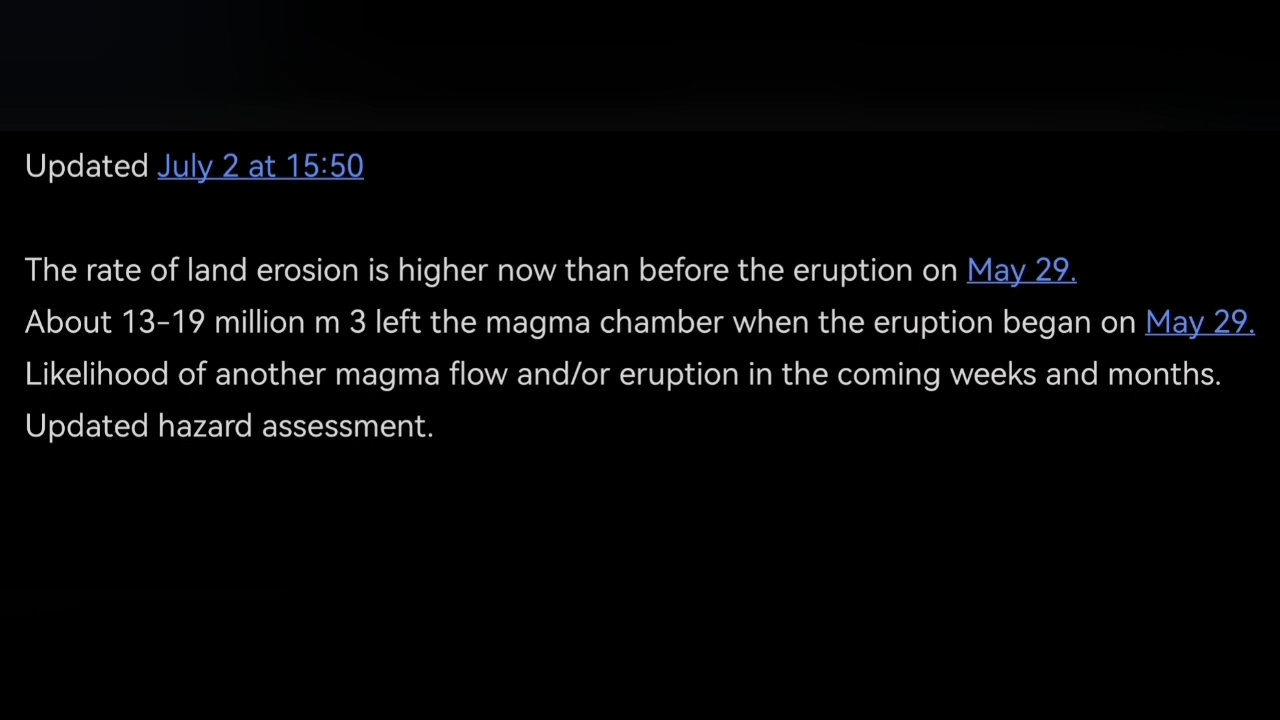 Updated July 2 at 15:50
The rate of land erosion is higher now than before the eruption on May 29.
About 13-19 million m 3 left the magma chamber when the eruption began on May 29.
Likelihood of another magma flow and/or eruption in the coming weeks and months.
Updated hazard assessment.